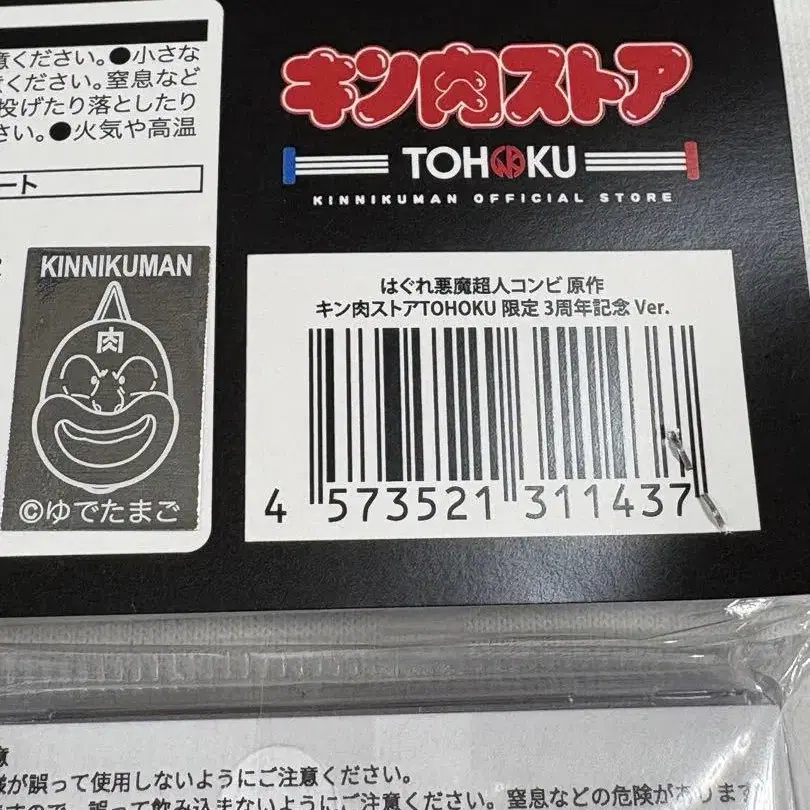 意ください。●小さな
ください。窒息など
投げたり落としたり
さい。●火気や高温
ート
キン肉ストア
TOHOKU
KINNIKUMAN OFFICIAL STORE
KINNIKUMAN
肉
©ゆでたまご
はぐれ悪魔超人コンビ 原作
キン肉ストアTOHOKU 限定 3周年記念 Ver.
4 573521 311437
意
様が誤って使用しないようにご注意ください。
ますので、誤って飲み込まないようにご注意ください。窒息などの危険があります